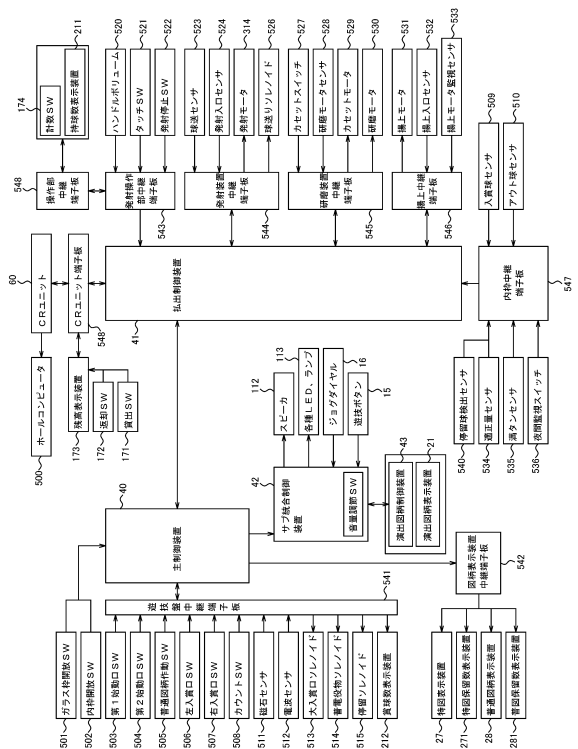 174
211
計数SW
持球数表示装置
548
操作部
中継
端子板
520
ハンドルボリューム
521
タッチSW
522
発射停止SW
発射操作
部中継
端子板
543
523
球送センサ
524
発射入口センサ
314
発射モータ
526
球送りソレノイド
発射装置
中継
端子板
544
527
カセットスイッチ
528
研磨モータセンサ
529
カセットモータ
530
研磨モータ
研磨装置
中継
端子板
545
531
揚上モータ
532
揚上入口センサ
533
揚上モータ監視センサ
揚上中継
端子板
546
509
入賞球センサ
510
アウト球センサ
内枠中継
端子板
547
60
CRユニット
CRユニット端子板
548
ホールコンピュータ
500
残高表示装置
173
返却SW
172
貸出SW
171
払出制御装置
41
112
スピーカ
113
各種LED、ランプ
16
ジョグダイヤル
15
遊技ボタン
サブ統合制御
装置
42
音量調節SW
43
演出図柄制御装置
21
演出図柄表示装置
540
停留球検出センサ
534
適正量センサ
535
満タンセンサ
536
夜間監視スイッチ
40
主制御装置
遊技盤中継端子板
541
図柄表示装置
中継端子板
542
501
ガラス枠開放SW
502
内枠開放SW
503
第1始動口SW
504
第2始動口SW
505
普通図柄作動SW
506
左入賞口SW
507
右入賞口SW
508
カウントSW
511
磁石センサ
512
電波センサ
513
大入賞口ソレノイド
514
普電役物ソレノイド
515
停留ソレノイド
212
賞球数表示装置
27
特図表示装置
271
特図保留数表示装置
28
普通図柄表示装置
281
普図保留数表示装置